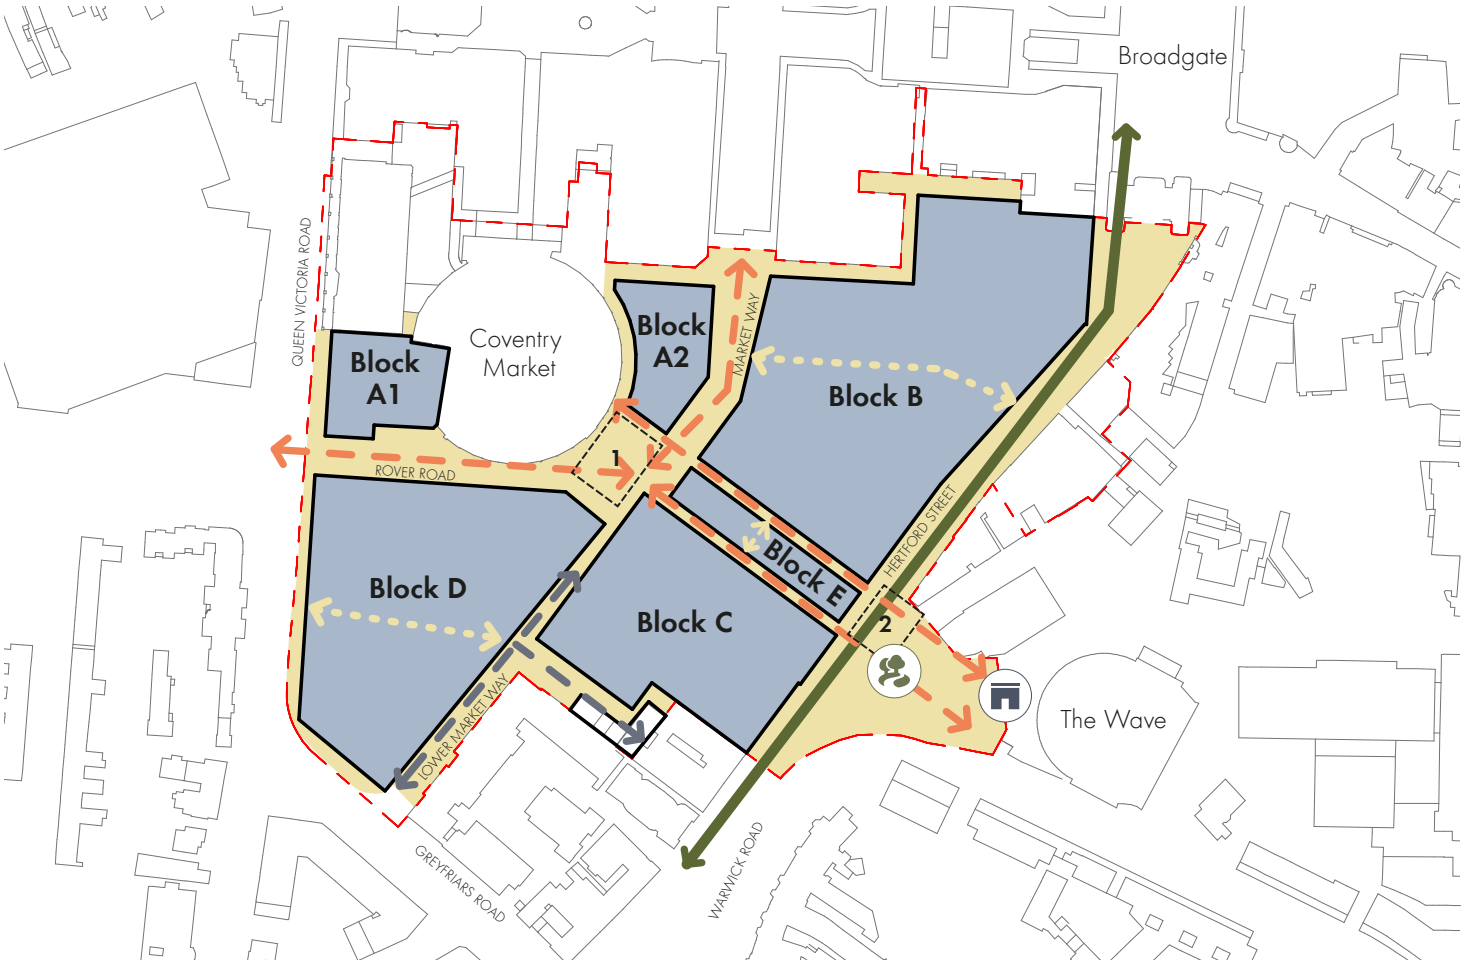 Broadgate
QUEEN VICTORIA ROAD
Coventry
Market
Block
A1
Block
A2
MARKET WAY
Block B
1
ROVER ROAD
HERTFORD STREET
Block E
Block D
Block C
2
LOWER MARKET WAY
The Wave
GREYFRIARS ROAD
WARWICK ROAD